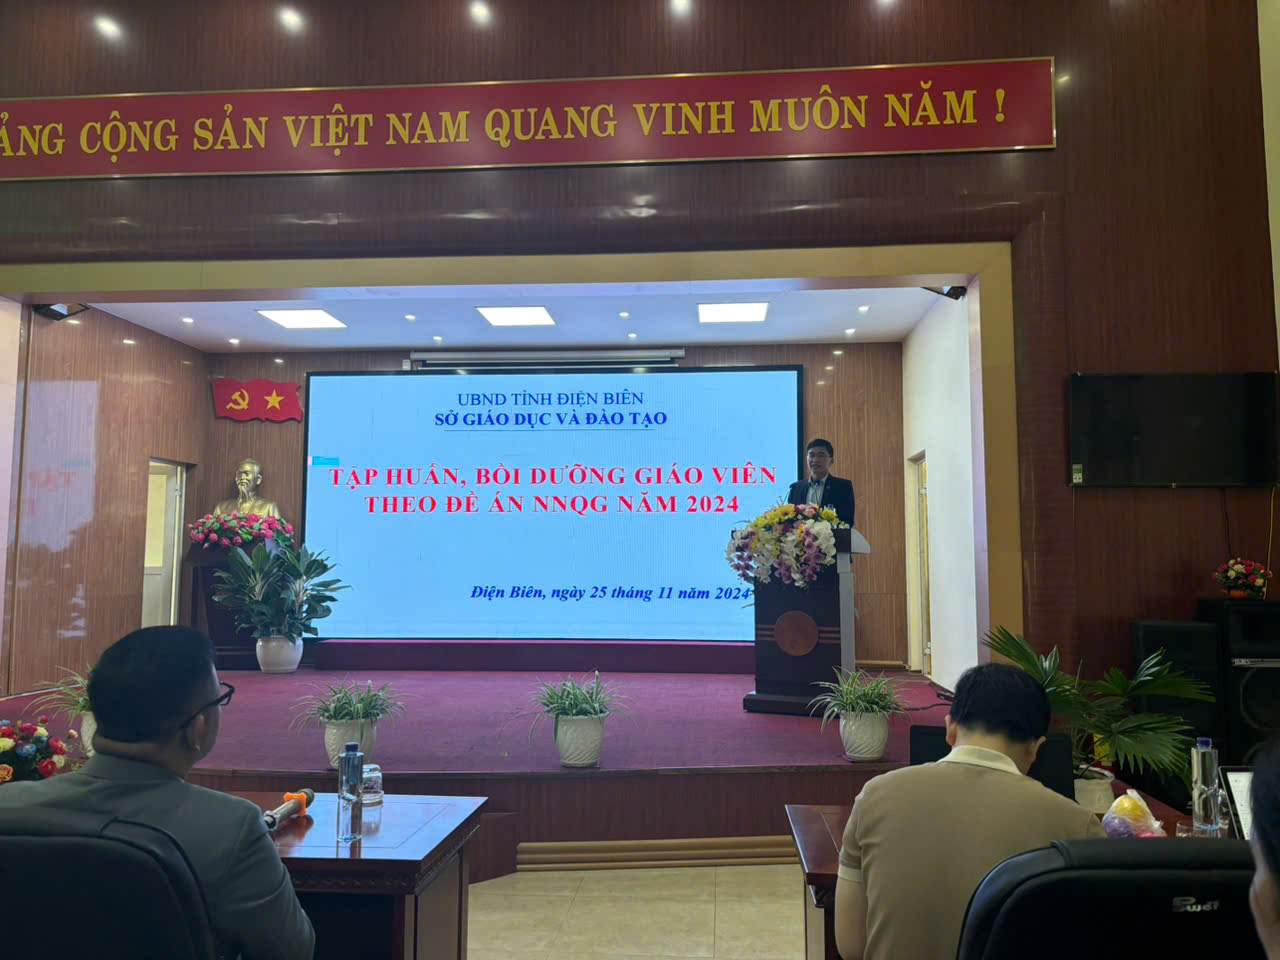 ẢNG CỘNG SẢN VIỆT NAM QUANG VINH MUÔN NĂM !
UBND TỈNH ĐIỆN BIÊN
SỞ GIÁO DỤC VÀ ĐÀO TẠO
TẬP HUẤN, BỒI DƯỠNG GIÁO VIÊN
THEO ĐỀ ÁN NNQG NĂM 2024
Điện Biên, ngày 25 tháng 11 năm 2024